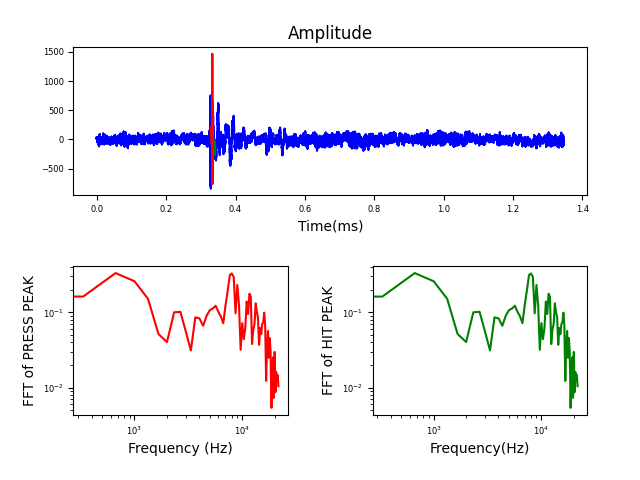 Amplitude
1500
1000
500
0
−500
0.0 0.2 0.4 0.6 0.8 1.0 1.2 1.4
Time(ms)
FFT of PRESS PEAK
10⁻¹
10⁻²
10³ 10⁴
Frequency (Hz)
FFT of HIT PEAK
10⁻¹
10⁻²
10³ 10⁴
Frequency(Hz)